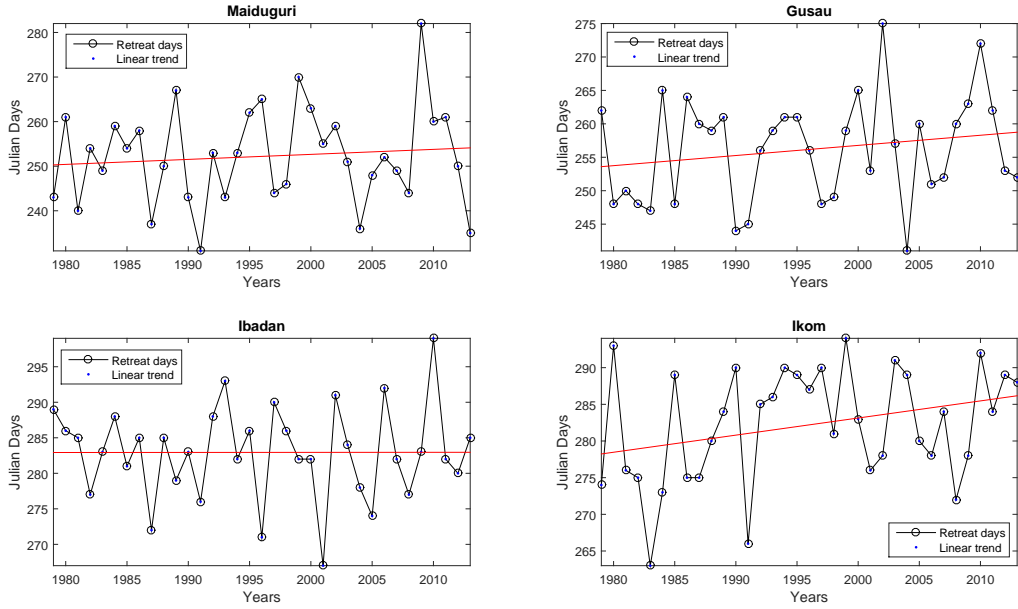 Maiduguri
Retreat days
Linear trend
Julian Days
280
270
260
250
240
1980 1985 1990 1995 2000 2005 2010
Years
Gusau
Retreat days
Linear trend
Julian Days
275
270
265
260
255
250
245
1980 1985 1990 1995 2000 2005 2010
Years
Ibadan
Retreat days
Linear trend
Julian Days
295
290
285
280
275
270
1980 1985 1990 1995 2000 2005 2010
Years
Ikom
Julian Days
290
285
280
275
270
265
Retreat days
Linear trend
1980 1985 1990 1995 2000 2005 2010
Years